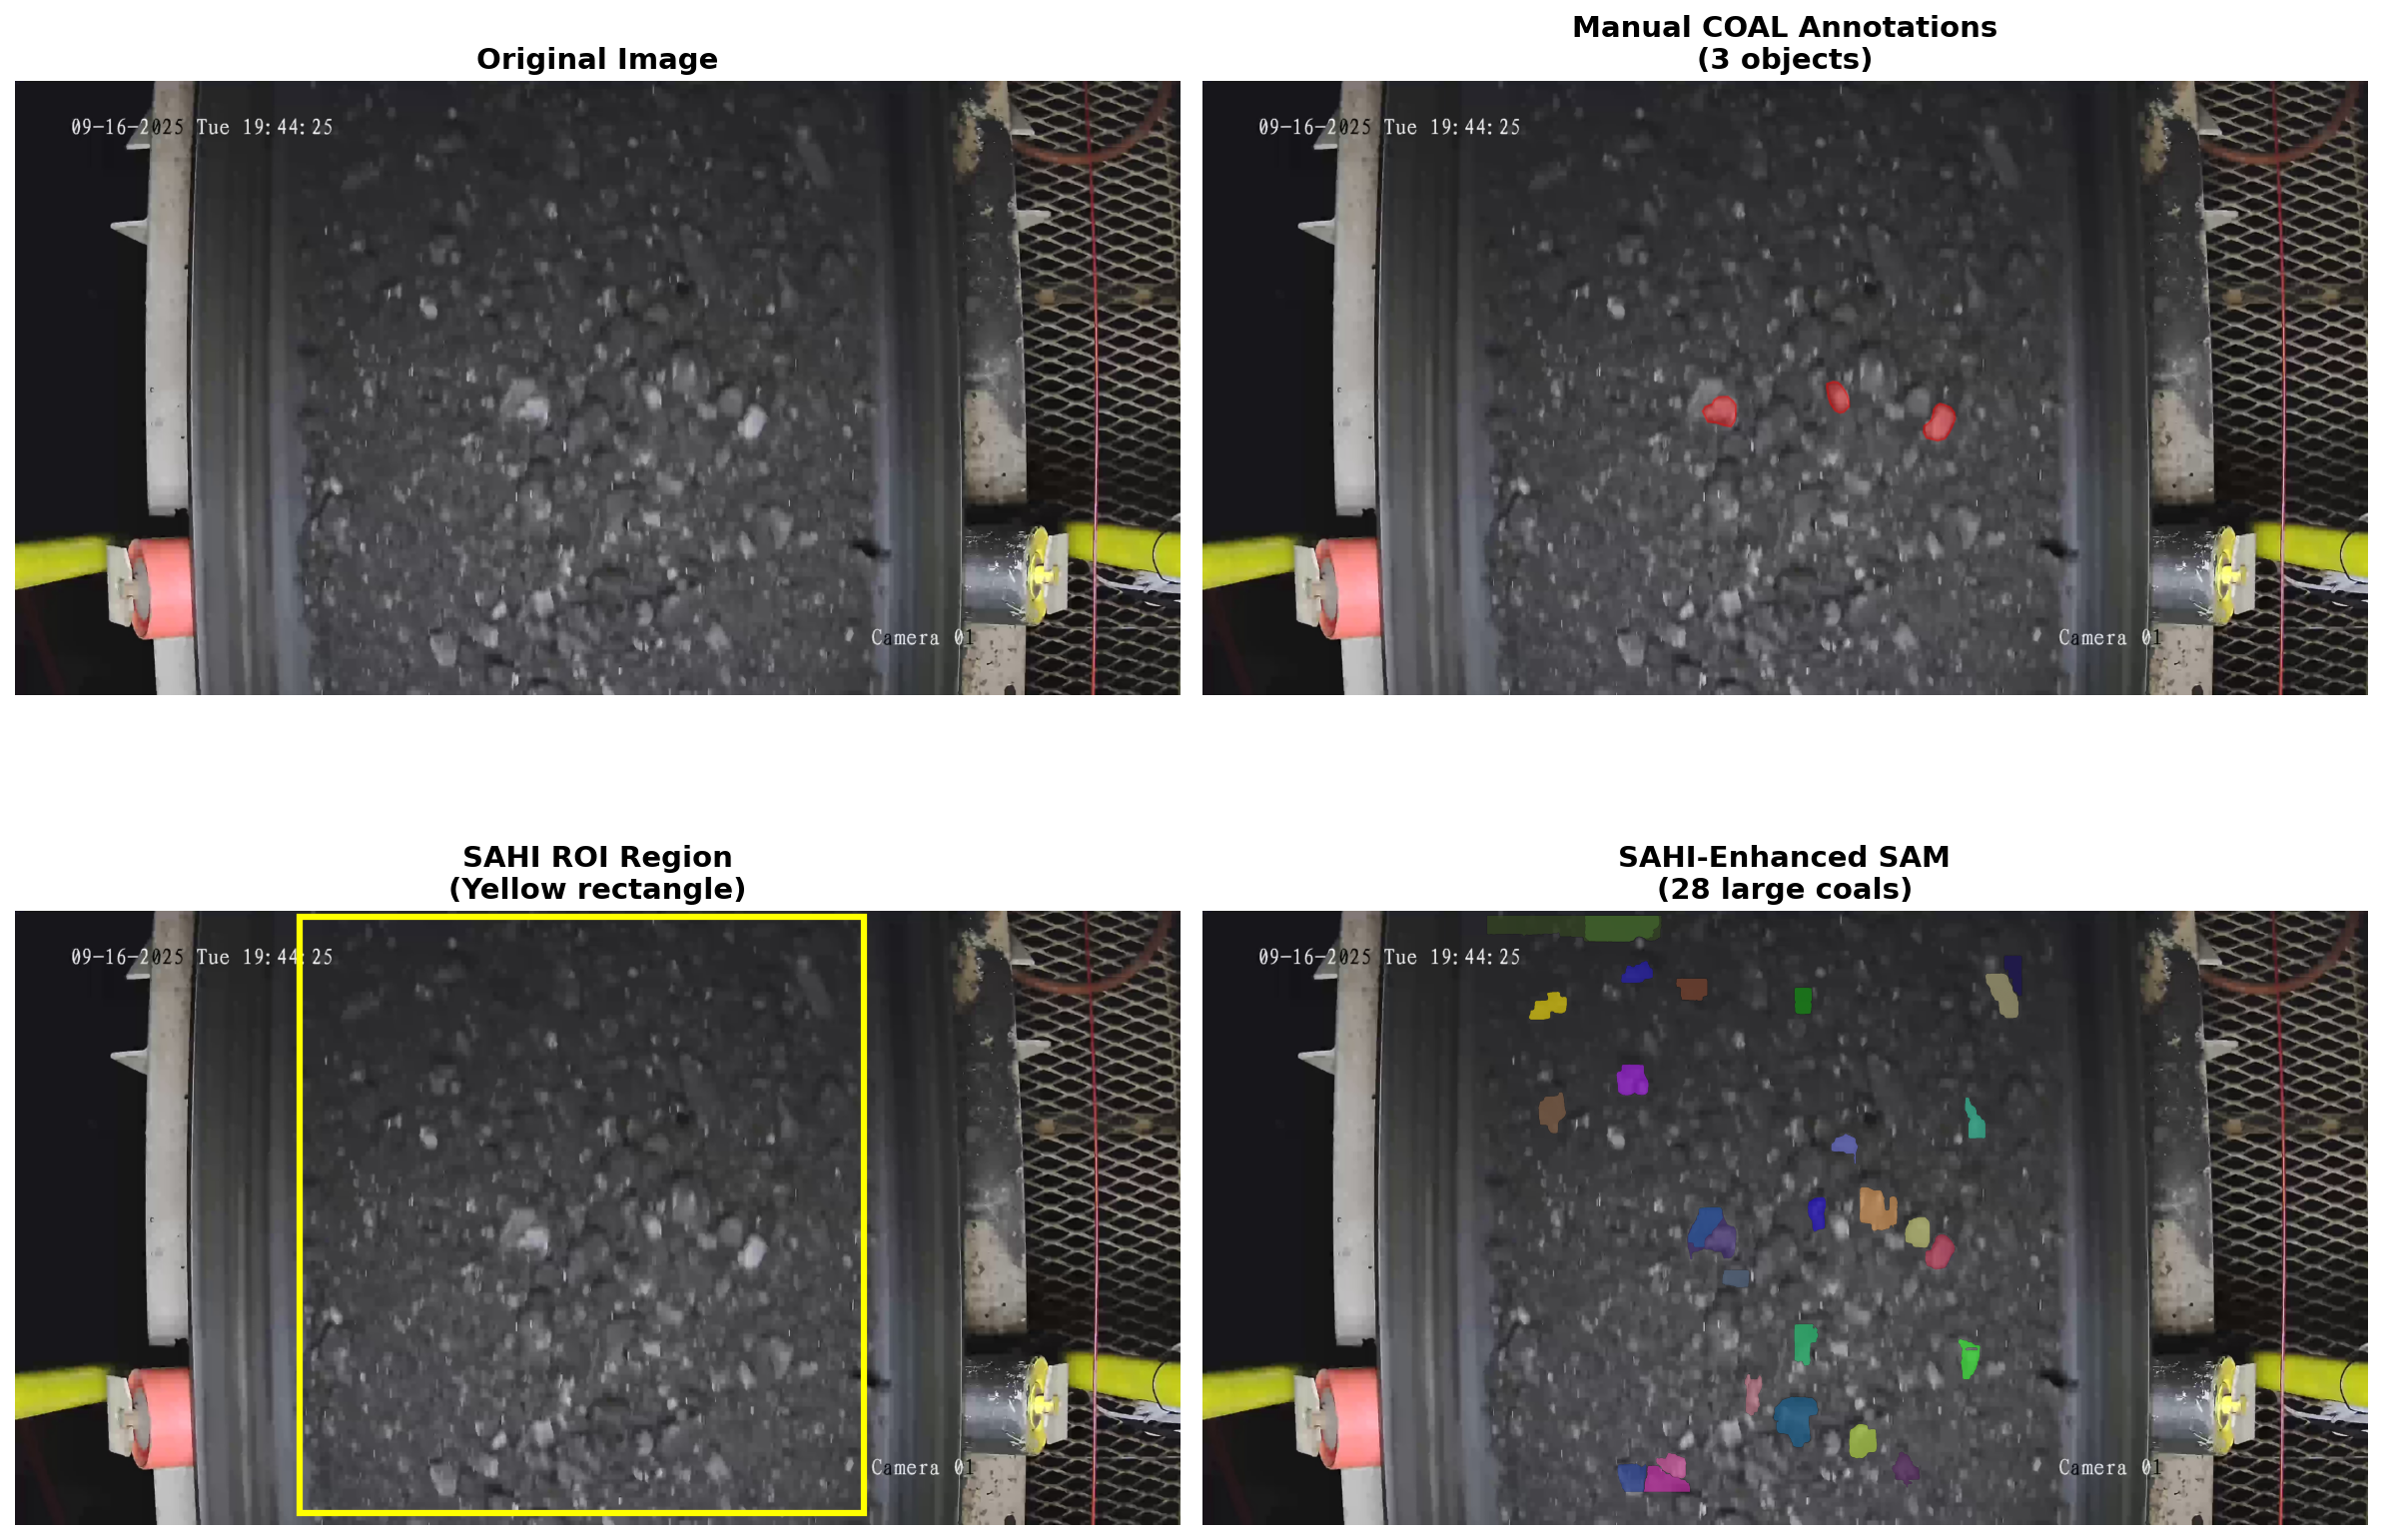 Original Image
09-16-2025 Tue 19:44:25
Camera 01
Manual COAL Annotations
(3 objects)
09-16-2025 Tue 19:44:25
Camera 01
SAHI ROI Region
(Yellow rectangle)
09-16-2025 Tue 19:44:25
Camera 01
SAHI-Enhanced SAM
(28 large coals)
09-16-2025 Tue 19:44:25
Camera 01